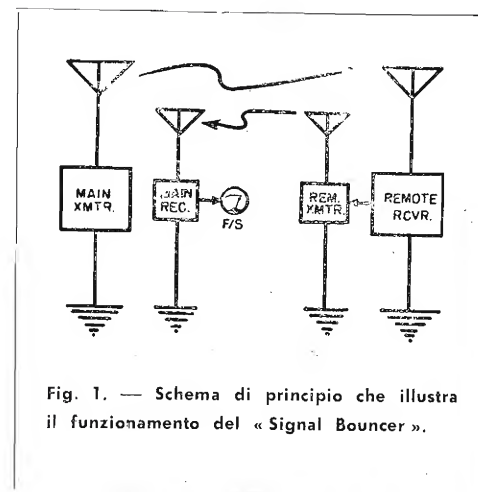 MAIN
XMTR.
MAIN
REC.
F/S
REM.
XMTR.
REMOTE
RCVR.
Fig. 1. — Schema di principio che illustra
il funzionamento del « Signal Bouncer ».